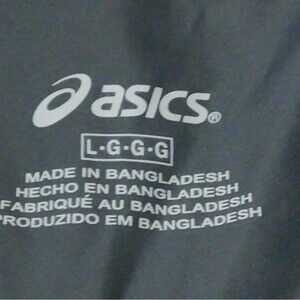 asics®
L·G·G·G
MADE IN BANGLADESH
HECHO EN BANGLADESH
FABRIQUÉ AU BANGLADESH
PRODUZIDO EM BANGLADESH